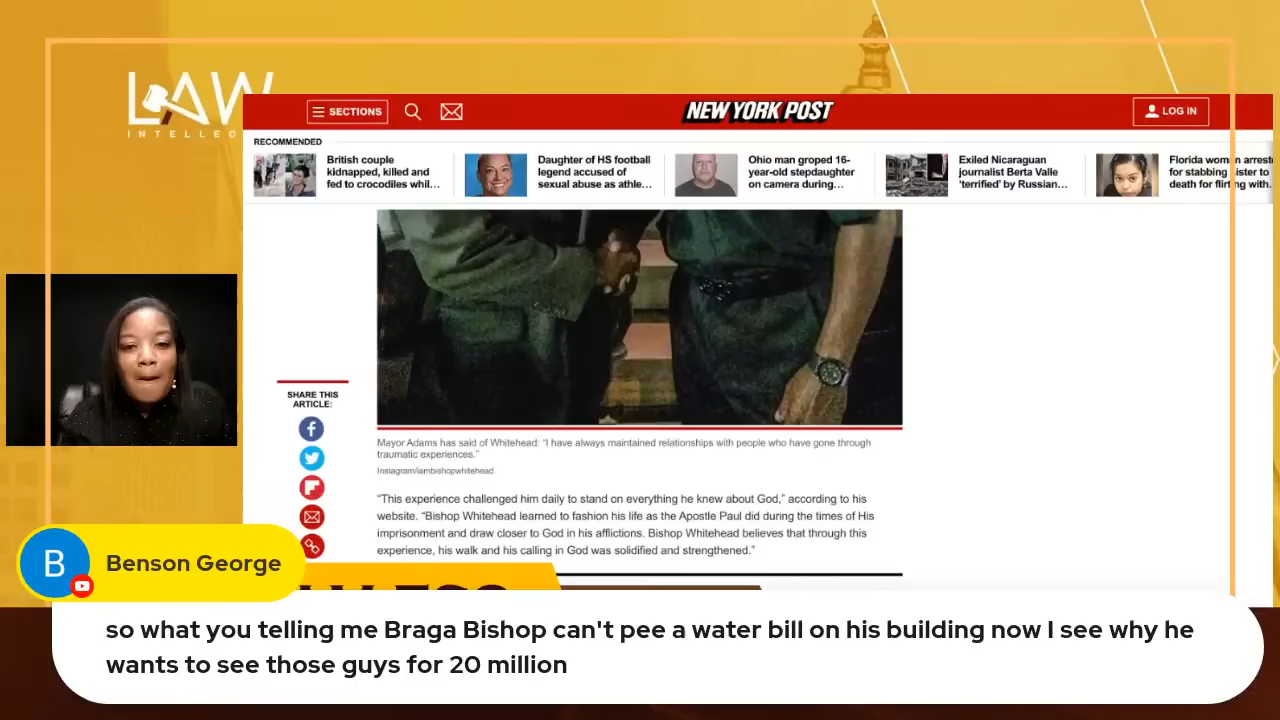 LAW
INTELLEC
SECTIONS
NEW YORK POST
LOG IN
RECOMMENDED
British couple
kidnapped, killed and
fed to crocodiles whil...
Daughter of HS football
legend accused of
sexual abuse as athle...
Ohio man groped 16-
year-old stepdaughter
on camera during...
Exiled Nicaraguan
journalist Berta Valle
'terrified' by Russian...
Florida woman arrest
for stabbing sister to
death for flirting with.
SHARE THIS
ARTICLE:
Mayor Adams has said of Whitehead: "I have always maintained relationships with people who have gone through
traumatic experiences."
Instagram/iambishopwhitehead
"This experience challenged him daily to stand on everything he knew about God," according to his
website. "Bishop Whitehead learned to fashion his life as the Apostle Paul did during the times of His
imprisonment and draw closer to God in his afflictions. Bishop Whitehead believes that through this
experience, his walk and his calling in God was solidified and strengthened."
B
Benson George
so what you telling me Braga Bishop can't pee a water bill on his building now I see why he
wants to see those guys for 20 million